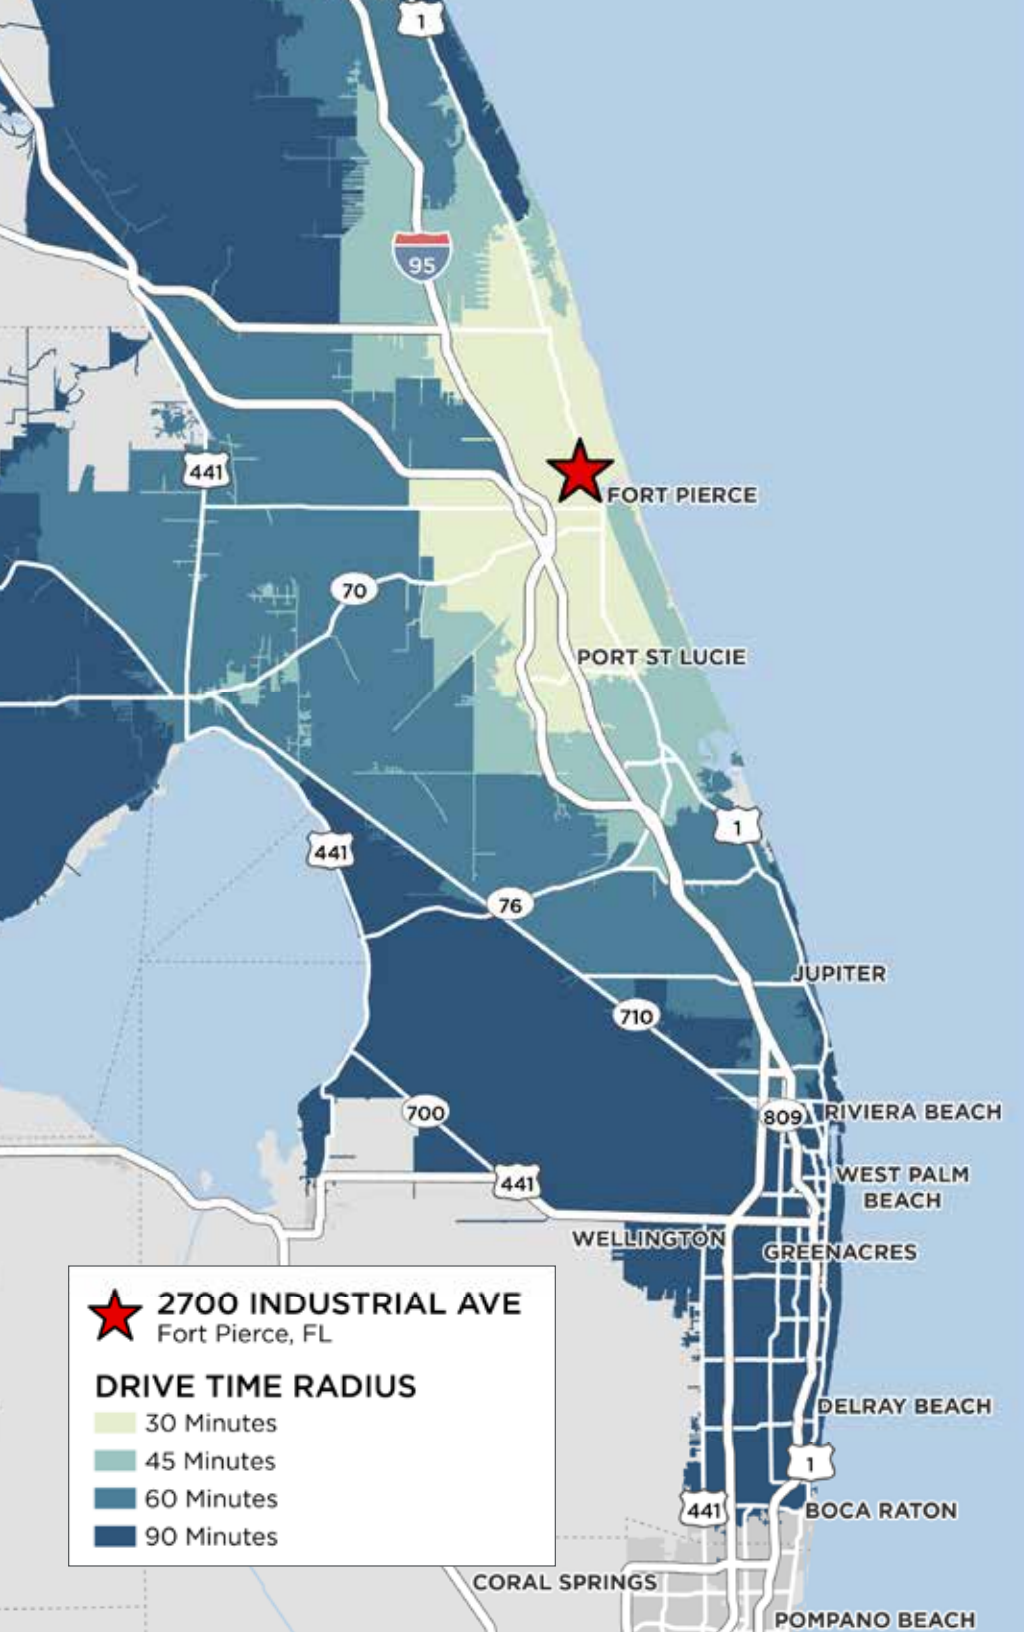 1
95
FORT PIERCE
441
70
PORT ST LUCIE
1
441
76
JUPITER
710
700
809
RIVIERA BEACH
441
WEST PALM
BEACH
WELLINGTON
GREENACRES
2700 INDUSTRIAL AVE
Fort Pierce, FL
DRIVE TIME RADIUS
30 Minutes
45 Minutes
60 Minutes
90 Minutes
DELRAY BEACH
1
441
BOCA RATON
CORAL SPRINGS
POMPANO BEACH